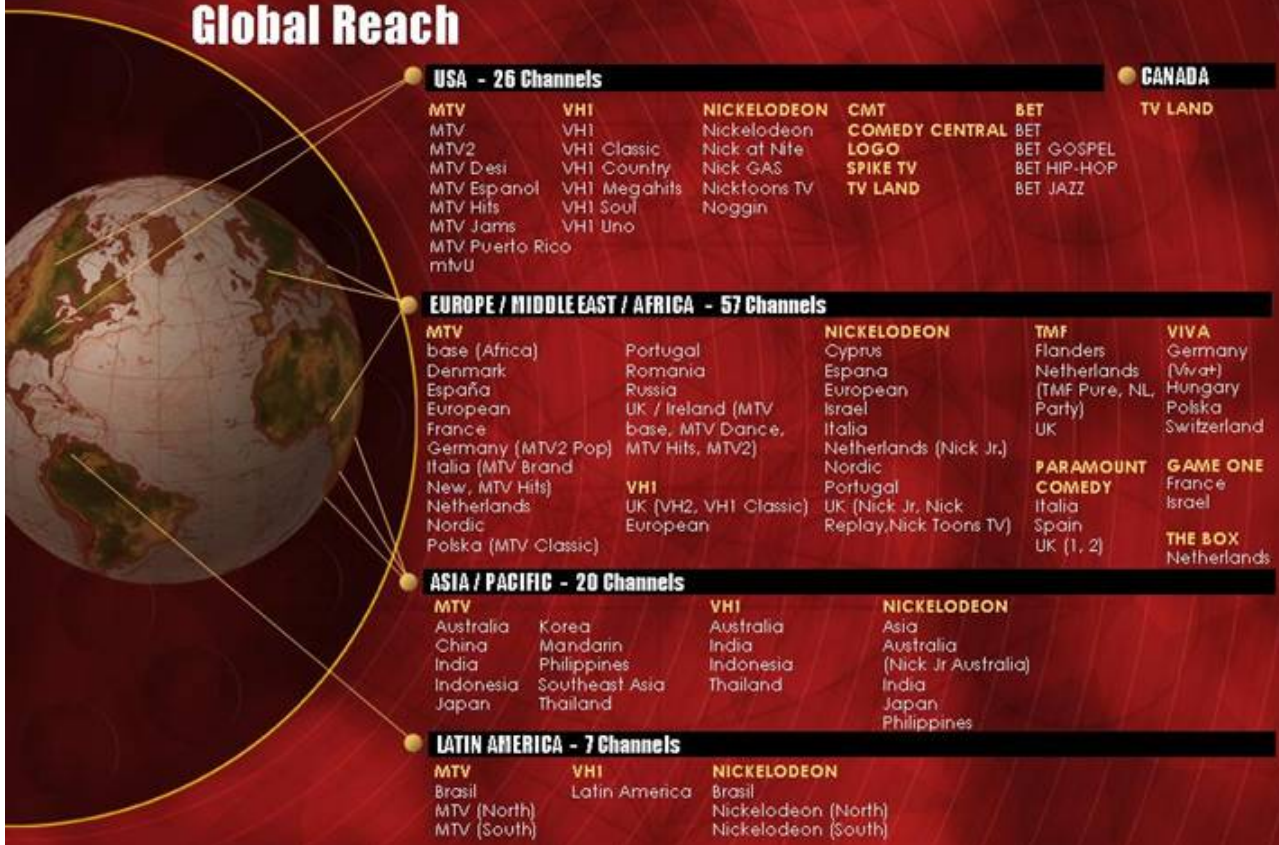 Global Reach
USA - 26 Channels
MTV
MTV
MTV2
MTV Desi
MTV Espanol
MTV Hits
MTV Jams
MTV Puerto Rico
mtvU
VH1
VH1
VH1 Classic
VH1 Country
VH1 Megahits
VH1 Soul
VH1 Uno
NICKELODEON
Nickelodeon
Nick at Nite
Nick GAS
Nicktoons TV
Noggin
CMT
COMEDY CENTRAL
LOGO
SPIKE TV
TV LAND
BET
BET
BET GOSPEL
BET HIP-HOP
BET JAZZ
CANADA
TV LAND
EUROPE / MIDDLE EAST / AFRICA - 57 Channels
MTV
base (Africa)
Denmark
España
European
France
Germany (MTV2 Pop)
Italia (MTV Brand
New, MTV Hits)
Netherlands
Nordic
Polska (MTV Classic)
Portugal
Romania
Russia
UK / Ireland (MTV
base, MTV Dance,
MTV Hits, MTV2)
VH1
UK (VH2, VH1 Classic)
European
NICKELODEON
Cyprus
Espana
European
Israel
Italia
Netherlands (Nick Jr.)
Nordic
Portugal
UK (Nick Jr, Nick
Replay,Nick Toons TV)
TMF
Flanders
Netherlands
(TMF Pure, NL,
Party)
UK
PARAMOUNT
COMEDY
Italia
Spain
UK (1, 2)
VIVA
Germany
(Viva+)
Hungary
Polska
Switzerland
GAME ONE
France
Israel
THE BOX
Netherlands
ASIA / PACIFIC - 20 Channels
MTV
Australia
China
India
Indonesia
Japan
Korea
Mandarin
Philippines
Southeast Asia
Thailand
VH1
Australia
India
Indonesia
Thailand
NICKELODEON
Asia
Australia
(Nick Jr Australia)
India
Japan
Philippines
LATIN AMERICA - 7 Channels
MTV
Brasil
MTV (North)
MTV (South)
VH1
Latin America
NICKELODEON
Brasil
Nickelodeon (North)
Nickelodeon (South)